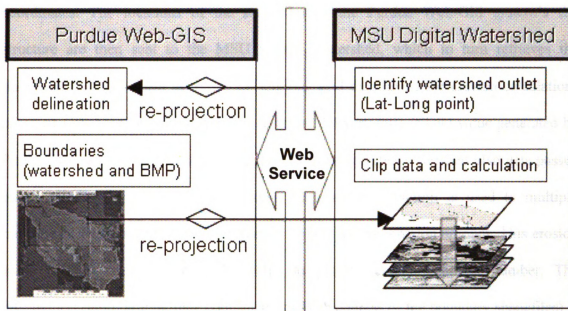 Purdue Web-GIS
MSU Digital Watershed
Watershed
delineation
re-projection
Identify watershed outlet
(Lat-Long point)
Boundaries
(watershed and BMP)
Web
Service
Clip data and calculation
re-projection